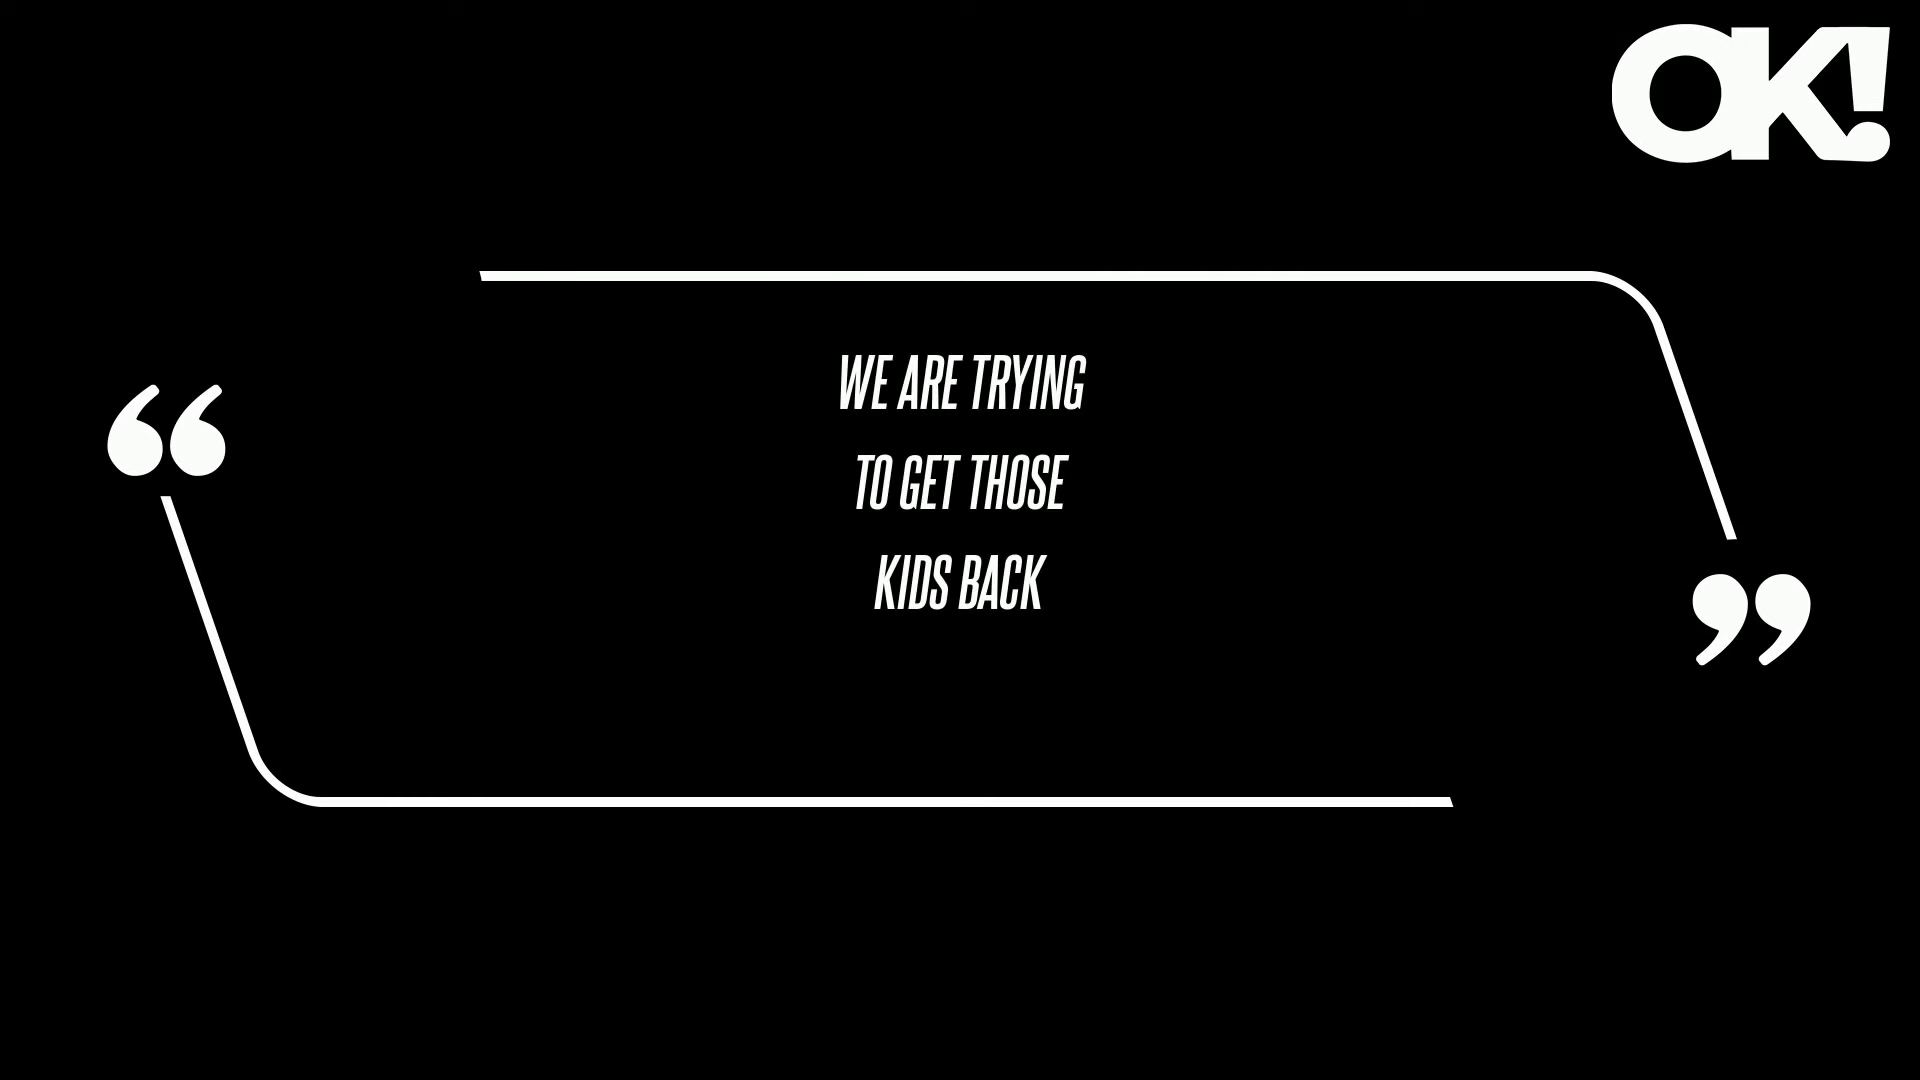 OK!
“
WE ARE TRYING
TO GET THOSE
KIDS BACK
”